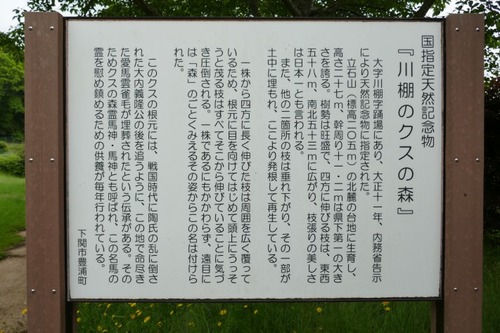 国指定天然記念物
『川棚のクスの森』
大字川棚字踊場にあり、大正十一年、内務省告示
により天然記念物に指定された。
立石山（標高二〇五ｍ）の北麓の台地に生育し、
高さ二十七ｍ、幹周り十一・二ｍは県下第一の大き
さを誇る。樹勢は旺盛で、四方に伸びる枝は、東西
五十八ｍ、南北五十三ｍに広がり、枝張りの美しさ
は日本一とも言われる。
また、他の二箇所の枝は垂れ下がり、その一部が
土中に埋もれ、ここより発根して再生している。
一株から四方に長く伸びた枝は周囲を広く覆って
いるため、根元に目を向けてはじめて頭上にうっそ
うと茂る枝はすべてそこから伸びていることに気づ
き圧倒される。一株であるにもかかわらず、遠目に
は「森」のごとくみえるその姿からこの名は付けら
れた。
このクスの根元には、戦国時代に陶氏の乱に倒さ
れた大内義隆公の後を追うように、この地で命尽き
た愛馬雲雀毛が埋葬されたという伝承がある。その
ためクスの森霊馬神・馬神とも呼ばれ、この名馬の
霊を慰め鎮めるための供養が毎年行われている。
下関市豊浦町